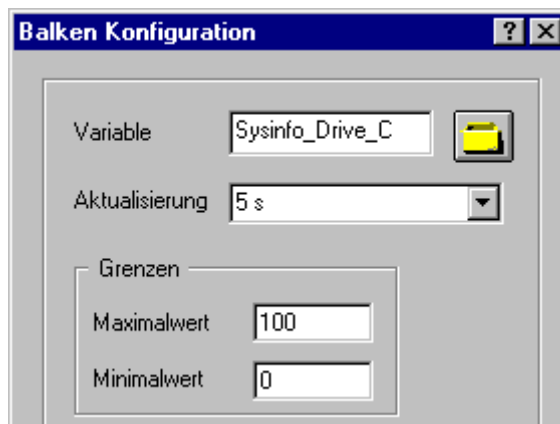 Balken Konfiguration
Variable Sysinfo_Drive_C
Aktualisierung 5 s
Grenzen
Maximalwert 100
Minimalwert 0